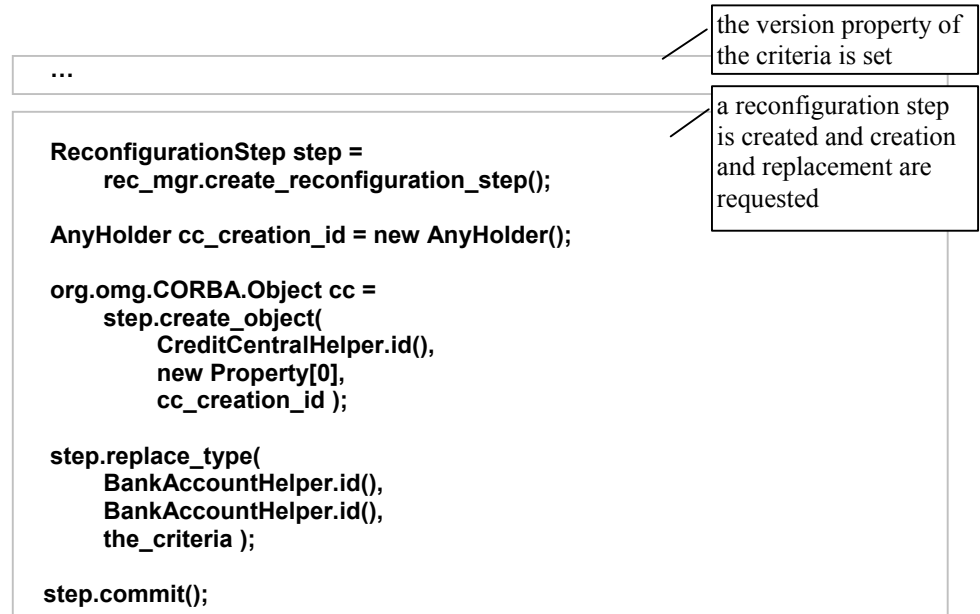 the version property of
the criteria is set
…
a reconfiguration step
is created and creation
and replacement are
requested
ReconfigurationStep step =
rec_mgr.create_reconfiguration_step();
AnyHolder cc_creation_id = new AnyHolder();
org.omg.CORBA.Object cc =
step.create_object(
CreditCentralHelper.id(),
new Property[0],
cc_creation_id );
step.replace_type(
BankAccountHelper.id(),
BankAccountHelper.id(),
the_criteria );
step.commit();